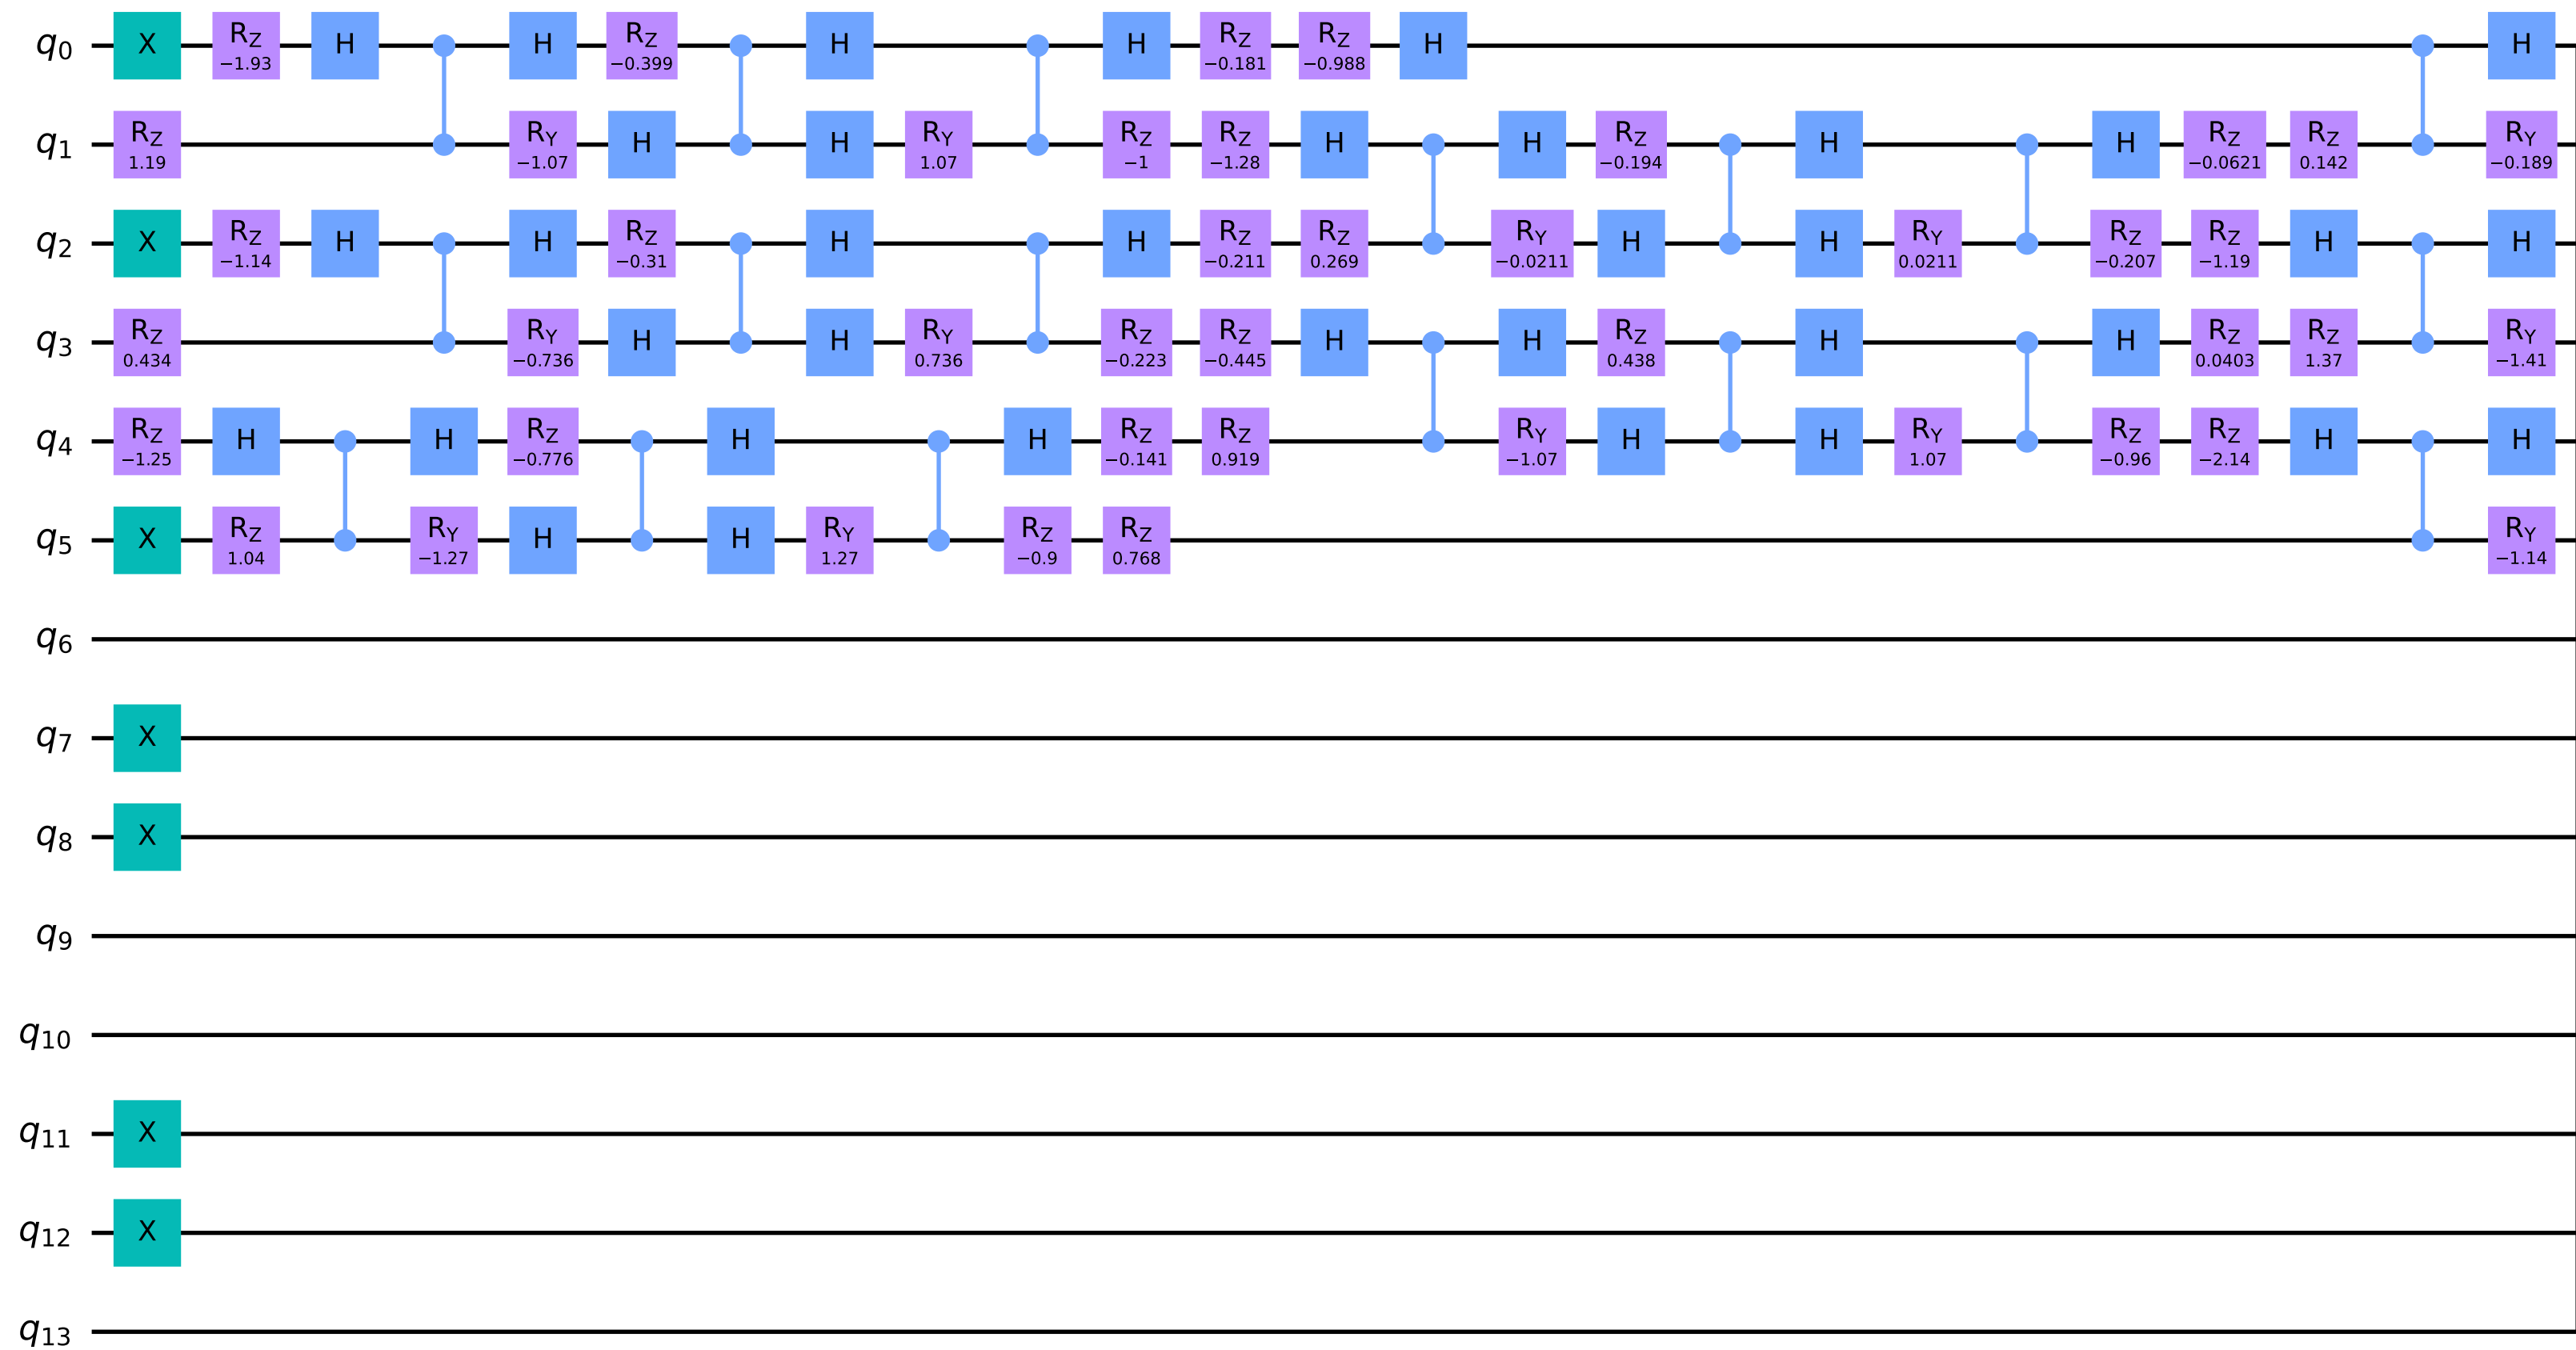 q0 X RZ −1.93 H H RZ −0.399 H H RZ −0.181 RZ −0.988 H H
q1 RZ 1.19 RY −1.07 H H RY 1.07 RZ −1 RZ −1.28 H H RZ −0.194 H H RZ −0.0621 RZ 0.142 RY −0.189
q2 X RZ −1.14 H H RZ −0.31 H H RZ −0.211 RZ 0.269 RY −0.0211 H H RY 0.0211 RZ −0.207 RZ −1.19 H H
q3 RZ 0.434 RY −0.736 H H RY 0.736 RZ −0.223 RZ −0.445 H H RZ 0.438 H H RZ 0.0403 RZ 1.37 RY −1.41
q4 RZ −1.25 H H RZ −0.776 H H RZ −0.141 RZ 0.919 RY −1.07 H H RY 1.07 RZ −0.96 RZ −2.14 H H
q5 X RZ 1.04 RY −1.27 H H RY 1.27 RZ −0.9 RZ 0.768 RY −1.14
q6
q7 X
q8 X
q9
q10
q11 X
q12 X
q13